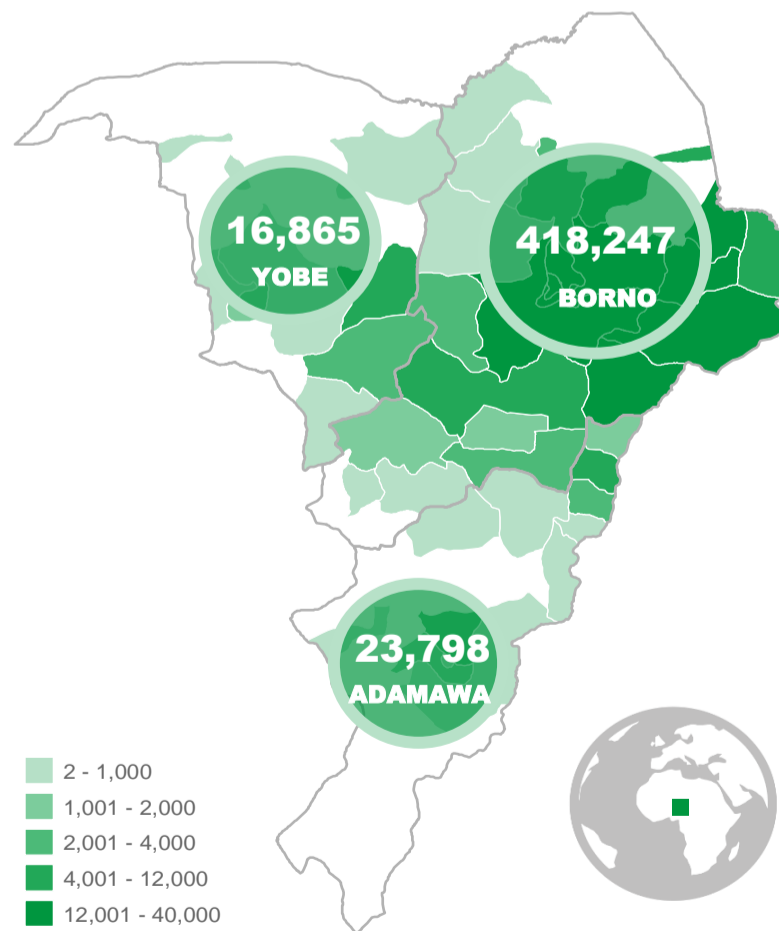 16,865
YOBE
418,247
BORNO
23,798
ADAMAWA
2 - 1,000
1,001 - 2,000
2,001 - 4,000
4,001 - 12,000
12,001 - 40,000